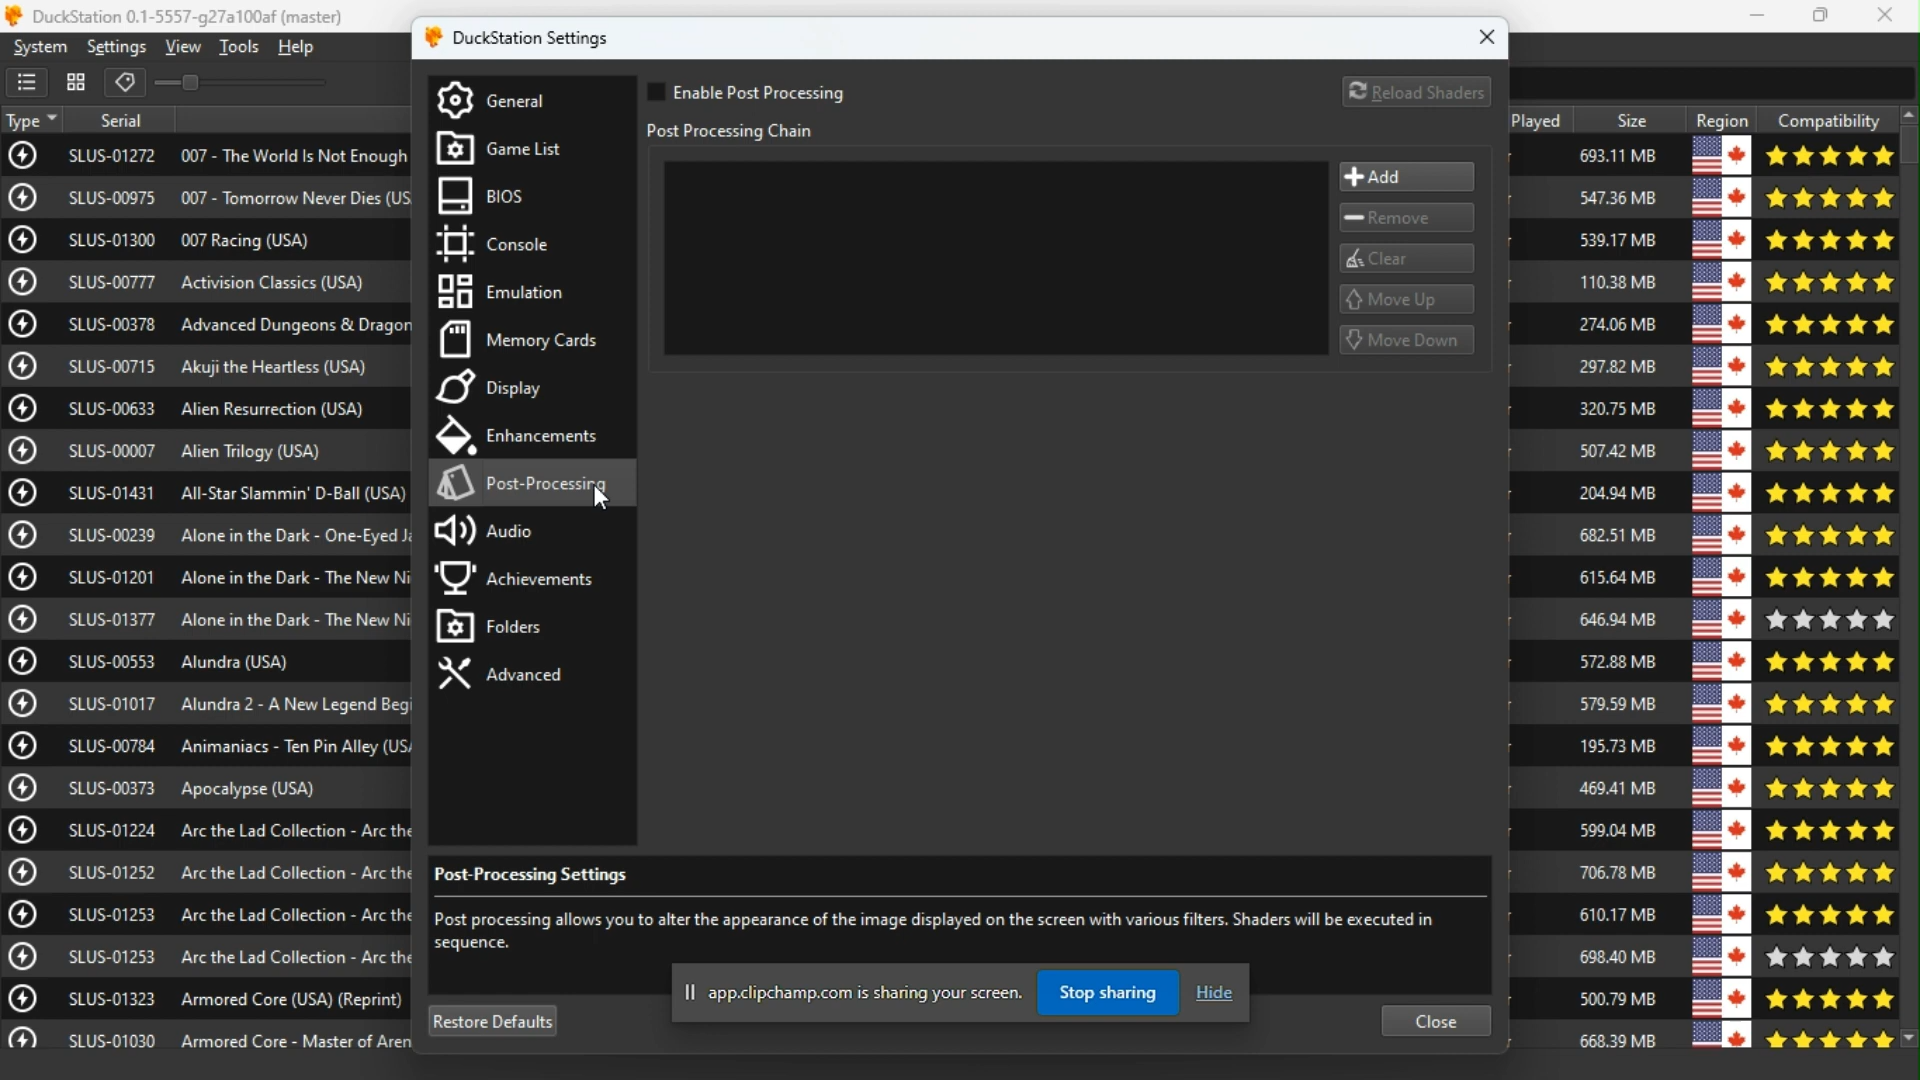 DuckStation 0.1-5557-g27a100af (master)
System Settings View Tools Help
Type Serial
SLUS-01272 007 - The World Is Not Enough
SLUS-00975 007 - Tomorrow Never Dies (US
SLUS-01300 007 Racing (USA)
SLUS-00777 Activision Classics (USA)
SLUS-00378 Advanced Dungeons & Dragon
SLUS-00715 Akuji the Heartless (USA)
SLUS-00633 Alien Resurrection (USA)
SLUS-00007 Alien Trilogy (USA)
SLUS-01431 All-Star Slammin' D-Ball (USA)
SLUS-00239 Alone in the Dark - One-Eyed
SLUS-01201 Alone in the Dark - The New Ni
SLUS-01377 Alone in the Dark - The New Ni
SLUS-00553 Alundra (USA)
SLUS-01017 Alundra 2 - A New Legend Begi
SLUS-00784 Animaniacs - Ten Pin Alley (US
SLUS-00373 Apocalypse (USA)
SLUS-01224 Arc the Lad Collection - Arc the
SLUS-01252 Arc the Lad Collection - Arc the
SLUS-01253 Arc the Lad Collection - Arc the
SLUS-01253 Arc the Lad Collection - Arc the
SLUS-01323 Armored Core (USA) (Reprint)
SLUS-01030 Armored Core - Master of Aren
DuckStation Settings
General
Game List
BIOS
Console
Emulation
Memory Cards
Display
Enhancements
Post-Processing
Audio
Achievements
Folders
Advanced
Enable Post Processing
Reload Shaders
Post Processing Chain
Add
Remove
Clear
Move Up
Move Down
Post-Processing Settings
Post processing allows you to alter the appearance of the image displayed on the screen with various filters. Shaders will be executed in
sequence.
app.clipchamp.com is sharing your screen. Stop sharing Hide
Restore Defaults
Close
Played Size Region Compatibility
693.11 MB
547.36 MB
539.17 MB
110.38 MB
274.06 MB
297.82 MB
320.75 MB
507.42 MB
204.94 MB
682.51 MB
615.64 MB
646.94 MB
572.88 MB
579.59 MB
195.73 MB
469.41 MB
599.04 MB
706.78 MB
610.17 MB
698.40 MB
500.79 MB
668.39 MB